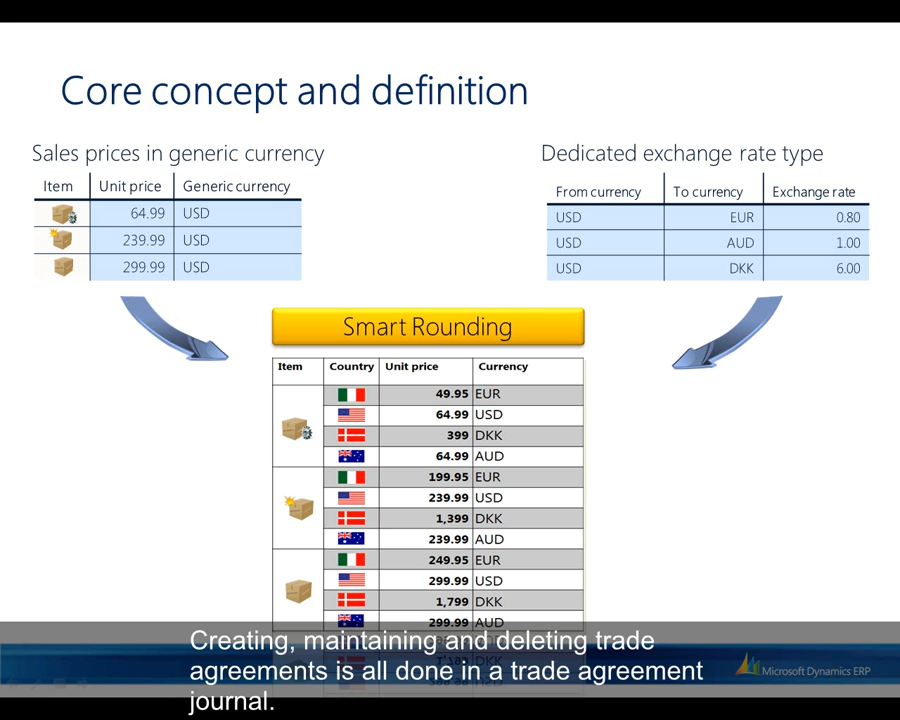 Core concept and definition
Sales prices in generic currency
Item Unit price Generic currency
64.99 USD
239.99 USD
299.99 USD
Dedicated exchange rate type
From currency To currency Exchange rate
USD EUR 0.80
USD AUD 1.00
USD DKK 6.00
Smart Rounding
Item Country Unit price Currency
49.95 EUR
64.99 USD
399 DKK
64.99 AUD
199.95 EUR
239.99 USD
1,399 DKK
239.99 AUD
249.95 EUR
299.99 USD
1,799 DKK
299.99 AUD
Creating, maintaining and deleting trade
agreements is all done in a trade agreement
journal.
Microsoft Dynamics ERP